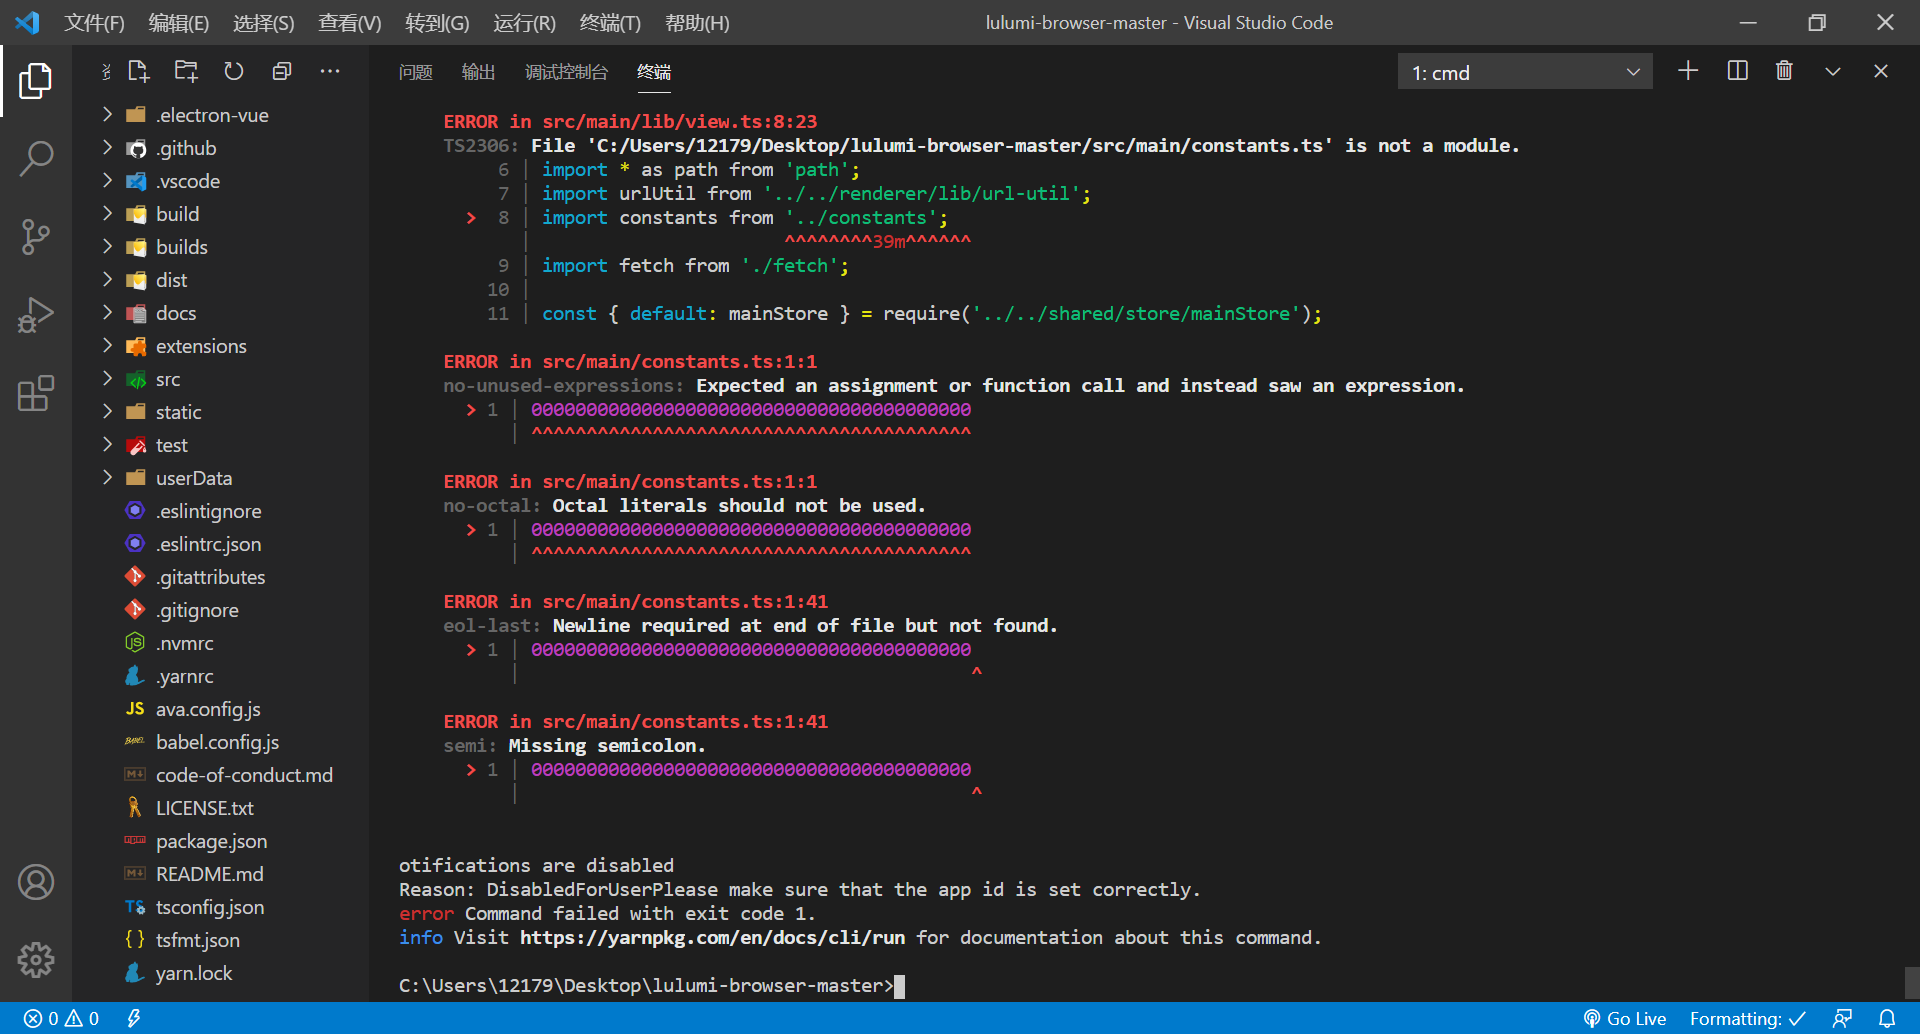 文件(F) 编辑(E) 选择(S) 查看(V) 转到(G) 运行(R) 终端(T) 帮助(H) lulumi-browser-master - Visual Studio Code
问题 输出 调试控制台 终端 1: cmd
.electron-vue
.github
.vscode
build
builds
dist
docs
extensions
src
static
test
userData
.eslintignore
.eslintrc.json
.gitattributes
.gitignore
.nvmrc
.yarnrc
JS ava.config.js
BABEL babel.config.js
M↓ code-of-conduct.md
LICENSE.txt
npm package.json
M↓ README.md
TS tsconfig.json
{ } tsfmt.json
yarn.lock
ERROR in src/main/lib/view.ts:8:23
TS2306: File 'C:/Users/12179/Desktop/lulumi-browser-master/src/main/constants.ts' is not a module.
6 | import * as path from 'path';
7 | import urlUtil from '../../renderer/lib/url-util';
> 8 | import constants from '../constants';
| ^^^^^^^^39m^^^^^^
9 | import fetch from './fetch';
10 |
11 | const { default: mainStore } = require('../../shared/store/mainStore');
ERROR in src/main/constants.ts:1:1
no-unused-expressions: Expected an assignment or function call and instead saw an expression.
> 1 | 0000000000000000000000000000000000000000
| ^^^^^^^^^^^^^^^^^^^^^^^^^^^^^^^^^^^^^^^^
ERROR in src/main/constants.ts:1:1
no-octal: Octal literals should not be used.
> 1 | 0000000000000000000000000000000000000000
| ^^^^^^^^^^^^^^^^^^^^^^^^^^^^^^^^^^^^^^^^
ERROR in src/main/constants.ts:1:41
eol-last: Newline required at end of file but not found.
> 1 | 0000000000000000000000000000000000000000
| ^
ERROR in src/main/constants.ts:1:41
semi: Missing semicolon.
> 1 | 0000000000000000000000000000000000000000
| ^
otifications are disabled
Reason: DisabledForUserPlease make sure that the app id is set correctly.
error Command failed with exit code 1.
info Visit https://yarnpkg.com/en/docs/cli/run for documentation about this command.
C:\Users\12179\Desktop\lulumi-browser-master>
0 0 Go Live Formatting: ✓